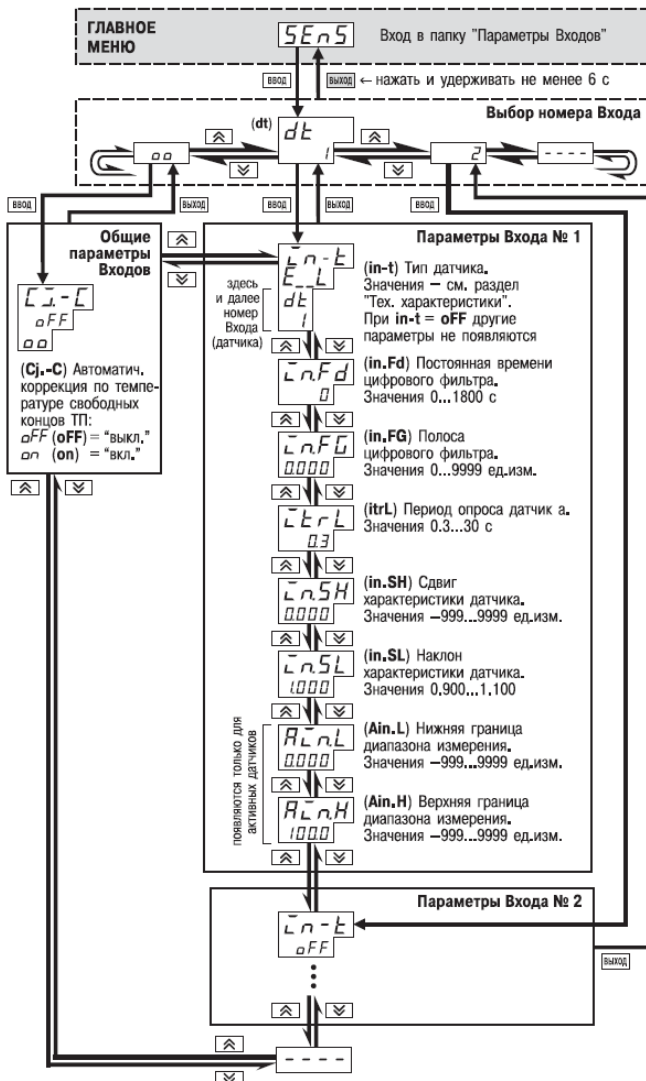 ГЛАВНОЕ
МЕНЮ
SEnS
Вход в папку "Параметры Входов"
ввод
выход
← нажать и удерживать не менее 6 с
Выбор номера Входа
(dt)
dt
1
oo
2
----
ввод
выход
ввод
выход
ввод
Общие
параметры
Входов
Cj.-C
oFF
oo
(Cj.-C) Автоматич.
коррекция по темпе-
ратуре свободных
концов ТП:
oFF (oFF) = "выкл."
on (on) = "вкл."
Параметры Входа № 1
in-t
E__L
dt
1
здесь
и далее
номер
Входа
(датчика)
(in-t) Тип датчика.
Значения – см. раздел
"Тех. характеристики".
При in-t = oFF другие
параметры не появляются
in.Fd
0
(in.Fd) Постоянная времени
цифрового фильтра.
Значения 0...1800 с
in.FG
0.000
(in.FG) Полоса
цифрового фильтра.
Значения 0...9999 ед.изм.
itrL
0.3
(itrL) Период опроса датчик а.
Значения 0.3...30 с
in.SH
0.000
(in.SH) Сдвиг
характеристики датчика.
Значения –999...9999 ед.изм.
in.SL
1.000
(in.SL) Наклон
характеристики датчика.
Значения 0,900...1,100
появляются только для
активных датчиков
Ain.L
0.000
(Ain.L) Нижняя граница
диапазона измерения.
Значения –999...9999 ед.изм.
Ain.H
100.0
(Ain.H) Верхняя граница
диапазона измерения.
Значения –999...9999 ед.изм.
Параметры Входа № 2
in-t
oFF
выход
----